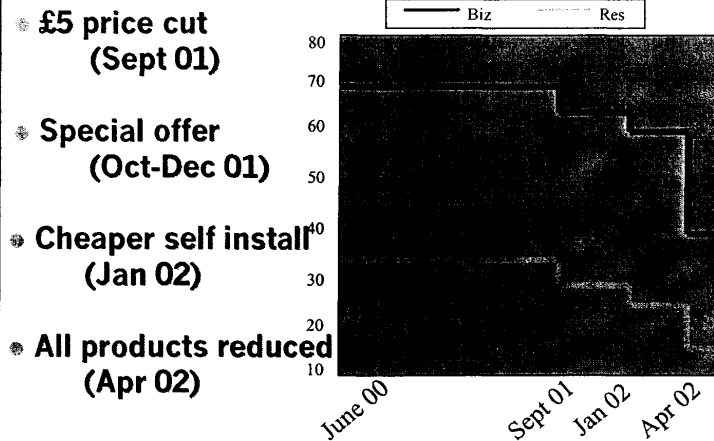 £5 price cut
(Sept 01)
Special offer
(Oct-Dec 01)
Cheaper self install
(Jan 02)
All products reduced
(Apr 02)
Biz Res
80
70
60
50
40
30
20
10
June 00
Sept 01
Jan 02
Apr 02